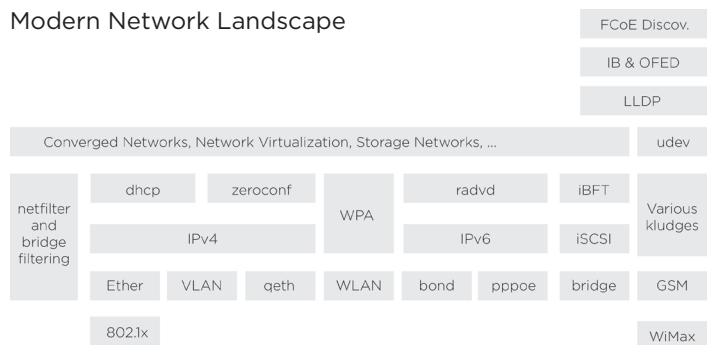 Modern Network Landscape
FCoE Discov.
IB & OFED
LLDP
Converged Networks, Network Virtualization, Storage Networks, ...
udev
netfilter
and
bridge
filtering
dhcp
zeroconf
WPA
radvd
iBFT
Various
kludges
IPv4
IPv6
iSCSI
Ether
VLAN
qeth
WLAN
bond
pppoe
bridge
GSM
802.1x
WiMax